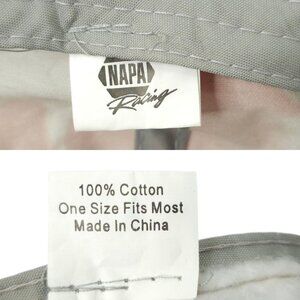 NAPA
Racing
100% Cotton
One Size Fits Most
Made In China